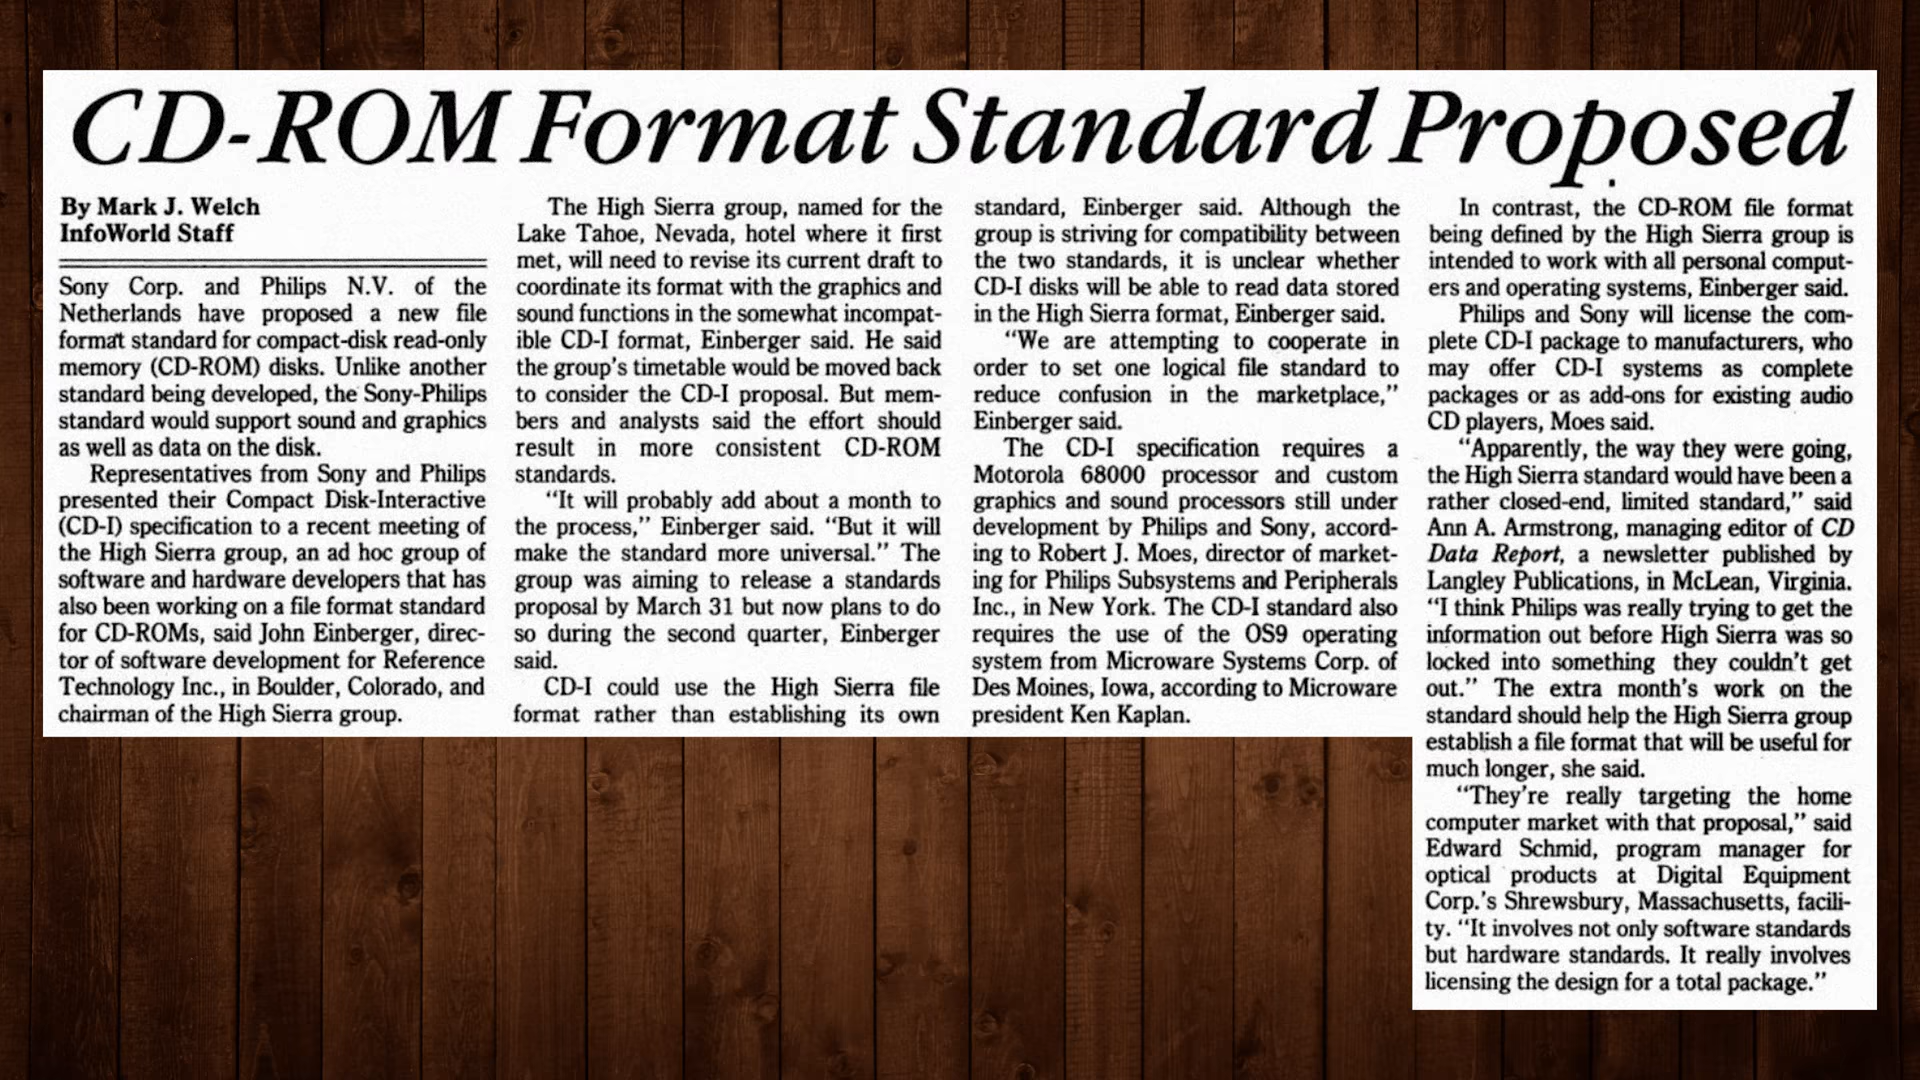 CD-ROM Format Standard Proposed
By Mark J. Welch
InfoWorld Staff
Sony Corp. and Philips N.V. of the
Netherlands have proposed a new file
format standard for compact-disk read-only
memory (CD-ROM) disks. Unlike another
standard being developed, the Sony-Philips
standard would support sound and graphics
as well as data on the disk.
Representatives from Sony and Philips
presented their Compact Disk-Interactive
(CD-I) specification to a recent meeting of
the High Sierra group, an ad hoc group of
software and hardware developers that has
also been working on a file format standard
for CD-ROMs, said John Einberger, direc-
tor of software development for Reference
Technology Inc., in Boulder, Colorado, and
chairman of the High Sierra group.
The High Sierra group, named for the
Lake Tahoe, Nevada, hotel where it first
met, will need to revise its current draft to
coordinate its format with the graphics and
sound functions in the somewhat incompat-
ible CD-I format, Einberger said. He said
the group's timetable would be moved back
to consider the CD-I proposal. But mem-
bers and analysts said the effort should
result in more consistent CD-ROM
standards.
“It will probably add about a month to
the process,” Einberger said. “But it will
make the standard more universal.” The
group was aiming to release a standards
proposal by March 31 but now plans to do
so during the second quarter, Einberger
said.
CD-I could use the High Sierra file
format rather than establishing its own
standard, Einberger said. Although the
group is striving for compatibility between
the two standards, it is unclear whether
CD-I disks will be able to read data stored
in the High Sierra format, Einberger said.
“We are attempting to cooperate in
order to set one logical file standard to
reduce confusion in the marketplace,”
Einberger said.
The CD-I specification requires a
Motorola 68000 processor and custom
graphics and sound processors still under
development by Philips and Sony, accord-
ing to Robert J. Moes, director of market-
ing for Philips Subsystems and Peripherals
Inc., in New York. The CD-I standard also
requires the use of the OS9 operating
system from Microware Systems Corp. of
Des Moines, Iowa, according to Microware
president Ken Kaplan.
In contrast, the CD-ROM file format
being defined by the High Sierra group is
intended to work with all personal comput-
ers and operating systems, Einberger said.
Philips and Sony will license the com-
plete CD-I package to manufacturers, who
may offer CD-I systems as complete
packages or as add-ons for existing audio
CD players, Moes said.
“Apparently, the way they were going,
the High Sierra standard would have been a
rather closed-end, limited standard,” said
Ann A. Armstrong, managing editor of CD
Data Report, a newsletter published by
Langley Publications, in McLean, Virginia.
“I think Philips was really trying to get the
information out before High Sierra was so
locked into something they couldn't get
out.” The extra month's work on the
standard should help the High Sierra group
establish a file format that will be useful for
much longer, she said.
“They're really targeting the home
computer market with that proposal,” said
Edward Schmid, program manager for
optical products at Digital Equipment
Corp.'s Shrewsbury, Massachusetts, facili-
ty. “It involves not only software standards
but hardware standards. It really involves
licensing the design for a total package.”